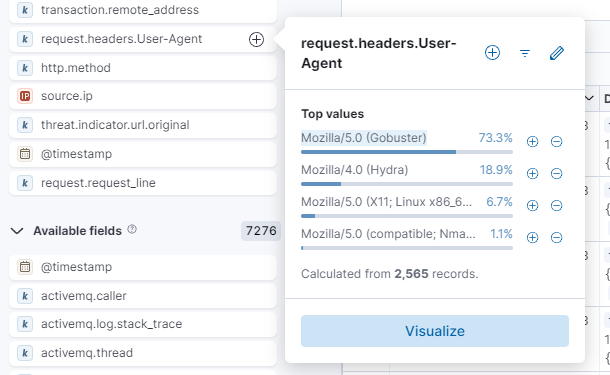 transaction.remote_address
k request.headers.User-Agent
k http.method
IP source.ip
k threat.indicator.url.original
@timestamp
k request.request_line
Available fields 7276
@timestamp
k activemq.caller
k activemq.log.stack_trace
k activemq.thread
request.headers.User-
Agent
Top values
Mozilla/5.0 (Gobuster) 73.3%
Mozilla/4.0 (Hydra) 18.9%
Mozilla/5.0 (X11; Linux x86_6... 6.7%
Mozilla/5.0 (compatible; Nma... 1.1%
Calculated from 2,565 records.
Visualize